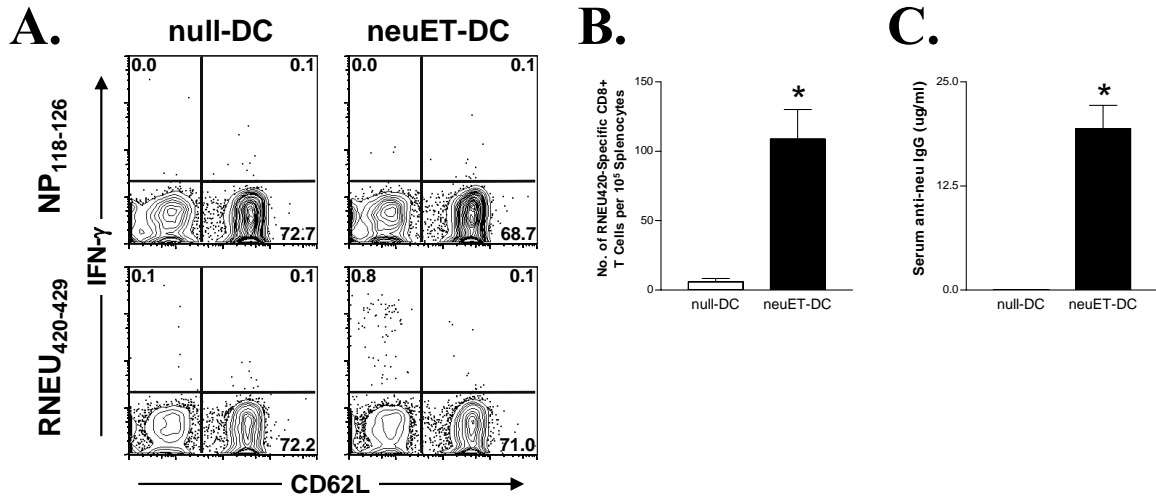 A.
null-DC
neuET-DC
NP118-126
RNEU420-429
IFN-γ
0.0
0.1
72.7
0.0
0.1
68.7
0.1
0.1
72.2
0.8
0.1
71.0
CD62L
B.
No. of RNEU420-Specific CD8+
T Cells per 10⁵ Splenocytes
150
100
50
0
*
null-DC
neuET-DC
C.
Serum anti-neu IgG (ug/ml)
25.0
12.5
0.0
*
null-DC
neuET-DC